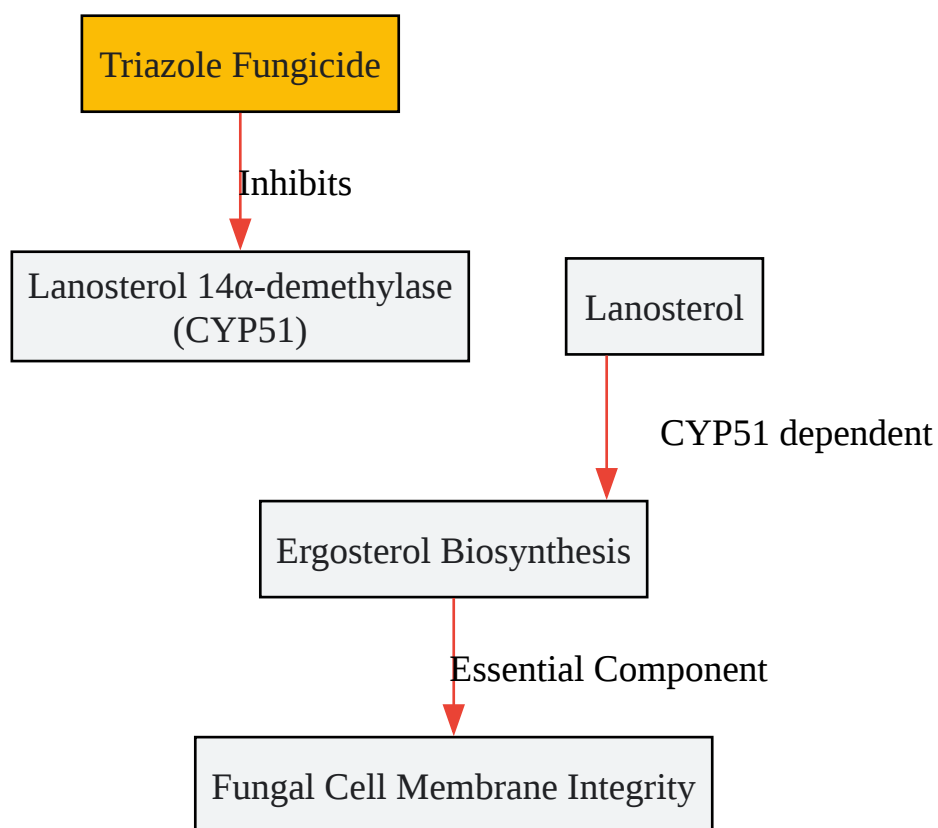 Triazole Fungicide
Inhibits
Lanosterol 14α-demethylase
(CYP51)
Lanosterol
CYP51 dependent
Ergosterol Biosynthesis
Essential Component
Fungal Cell Membrane Integrity